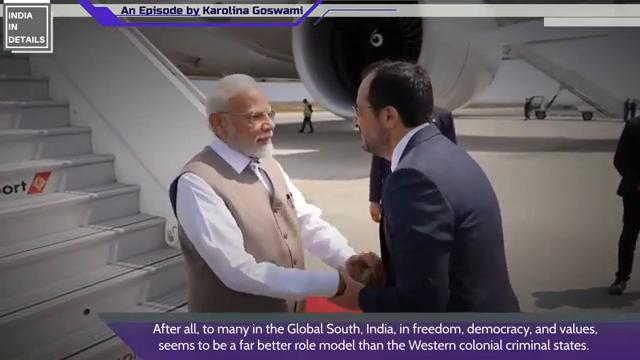 INDIA
IN
DETAILS
An Episode by Karolina Goswami
port
After all, to many in the Global South, India, in freedom, democracy, and values,
seems to be a far better role model than the Western colonial criminal states.